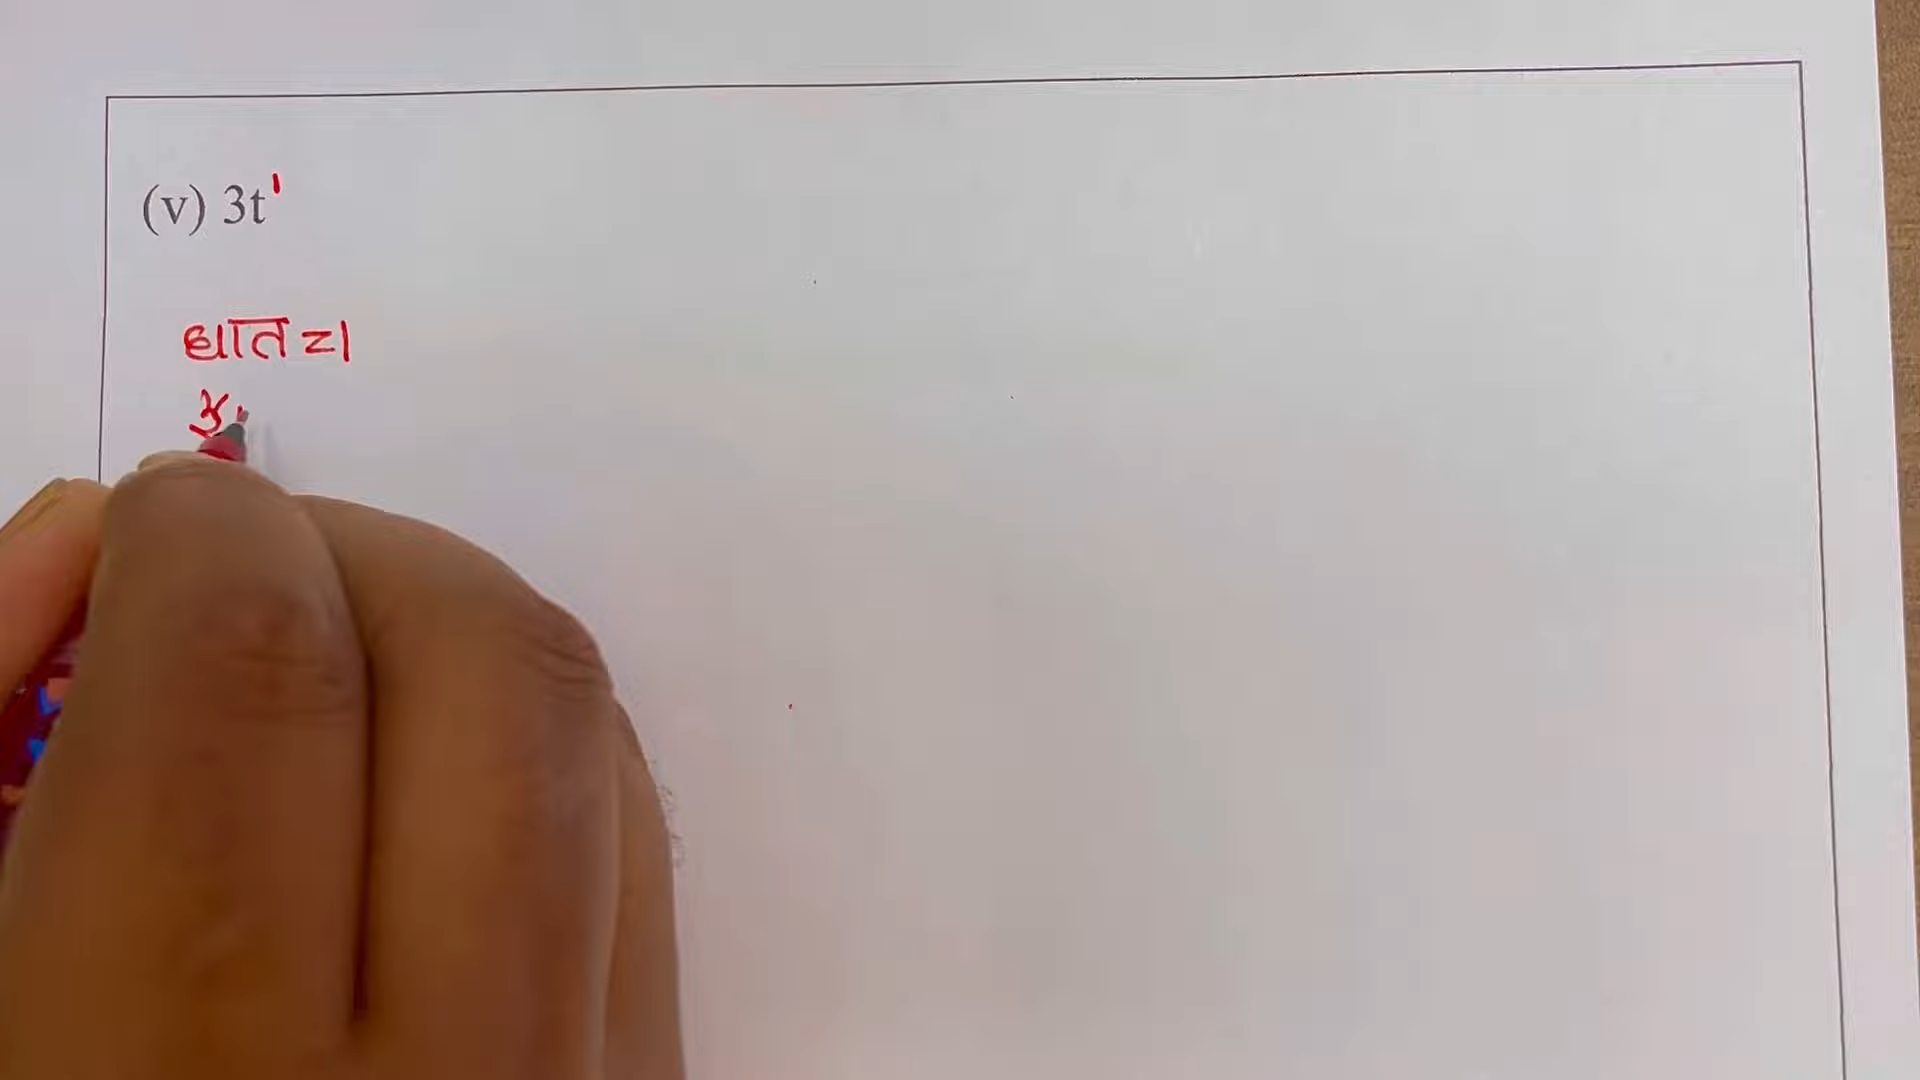 (v) 3t¹
घात = 1